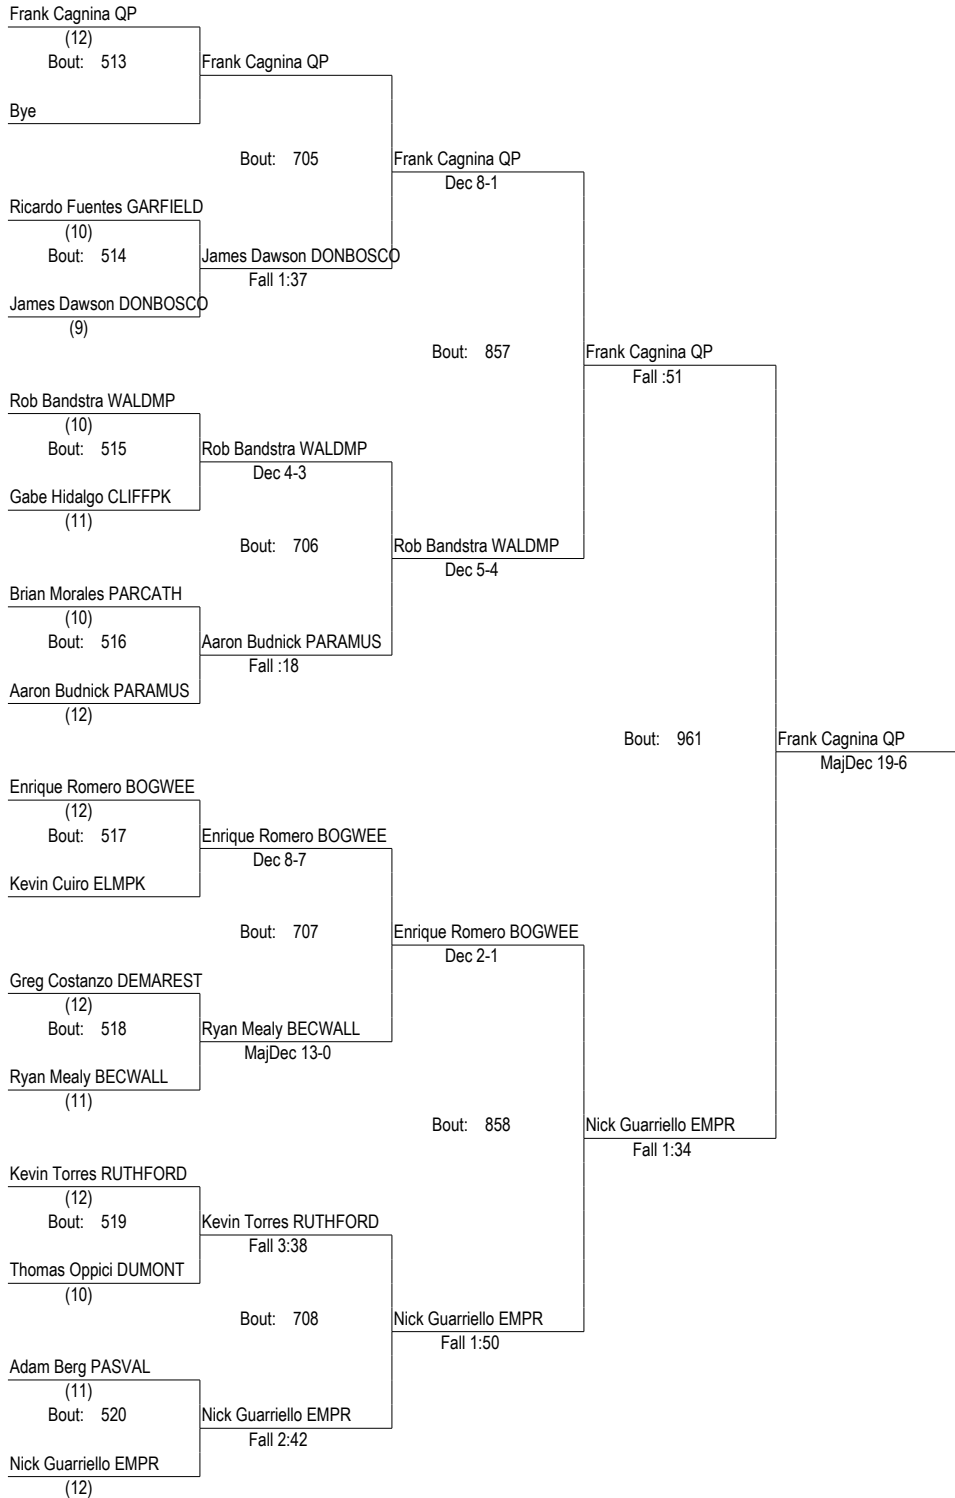 Frank Cagnina QP
(12)
Bout: 513
Frank Cagnina QP
Bye
Bout: 705
Frank Cagnina QP
Dec 8-1
Ricardo Fuentes GARFIELD
(10)
Bout: 514
James Dawson DONBOSCO
Fall 1:37
James Dawson DONBOSCO
(9)
Bout: 857
Frank Cagnina QP
Fall :51
Rob Bandstra WALDMP
(10)
Bout: 515
Rob Bandstra WALDMP
Dec 4-3
Gabe Hidalgo CLIFFPK
(11)
Bout: 706
Rob Bandstra WALDMP
Dec 5-4
Brian Morales PARCATH
(10)
Bout: 516
Aaron Budnick PARAMUS
Fall :18
Aaron Budnick PARAMUS
(12)
Bout: 961
Frank Cagnina QP
MajDec 19-6
Enrique Romero BOGWEE
(12)
Bout: 517
Enrique Romero BOGWEE
Dec 8-7
Kevin Cuiro ELMPK
Bout: 707
Enrique Romero BOGWEE
Dec 2-1
Greg Costanzo DEMAREST
(12)
Bout: 518
Ryan Mealy BECWALL
MajDec 13-0
Ryan Mealy BECWALL
(11)
Bout: 858
Nick Guarriello EMPR
Fall 1:34
Kevin Torres RUTHFORD
(12)
Bout: 519
Kevin Torres RUTHFORD
Fall 3:38
Thomas Oppici DUMONT
(10)
Bout: 708
Nick Guarriello EMPR
Fall 1:50
Adam Berg PASVAL
(11)
Bout: 520
Nick Guarriello EMPR
Fall 2:42
Nick Guarriello EMPR
(12)